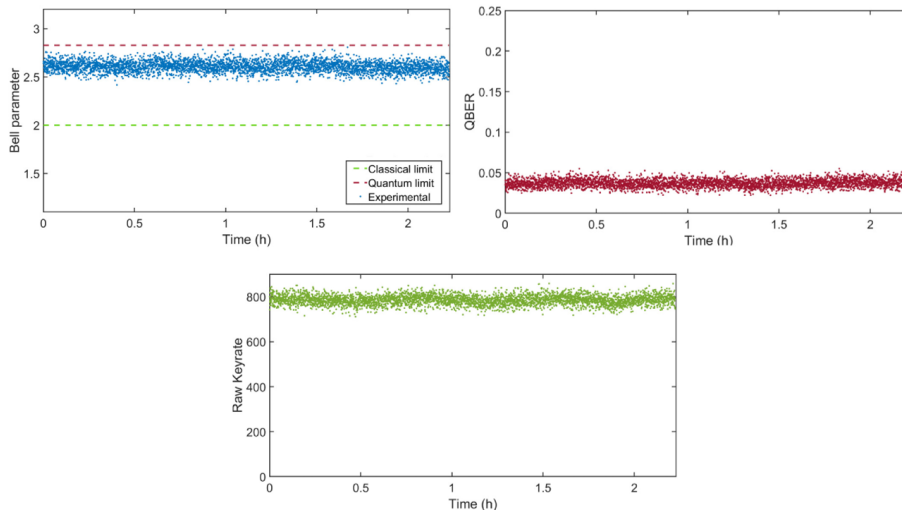 3
2.5
2
1.5
Bell parameter
Classical limit
Quantum limit
Experimental
0 0.5 1 1.5 2
Time (h)
0.25
0.2
0.15
0.1
0.05
0
QBER
0 0.5 1 1.5 2
Time (h)
800
600
400
200
0
Raw Keyrate
0 0.5 1 1.5 2
Time (h)